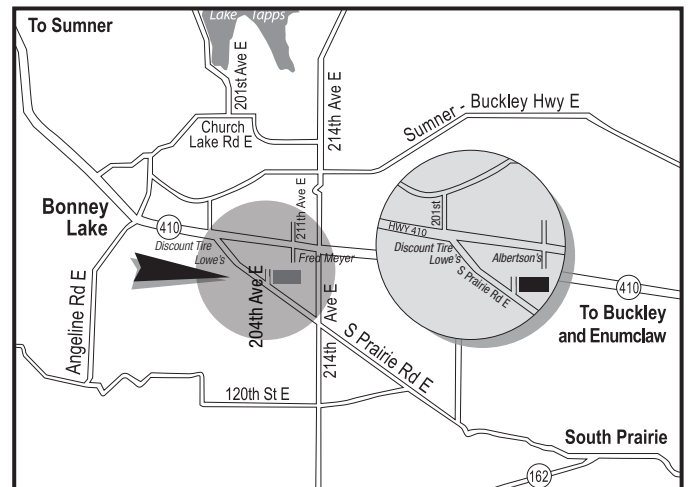 To Sumner
Lake Tapps
201st Ave E
214th Ave E
Sumner - Buckley Hwy E
Church
Lake Rd E
Bonney
Lake
410
211th Ave E
Discount Tire
Lowe's
Fred Meyer
201st
HWY 410
Discount Tire
Lowe's
Albertson's
S Prairie Rd E
410
To Buckley
and Enumclaw
Angeline Rd E
204th Ave E
214th Ave E
S Prairie Rd E
120th St E
South Prairie
162